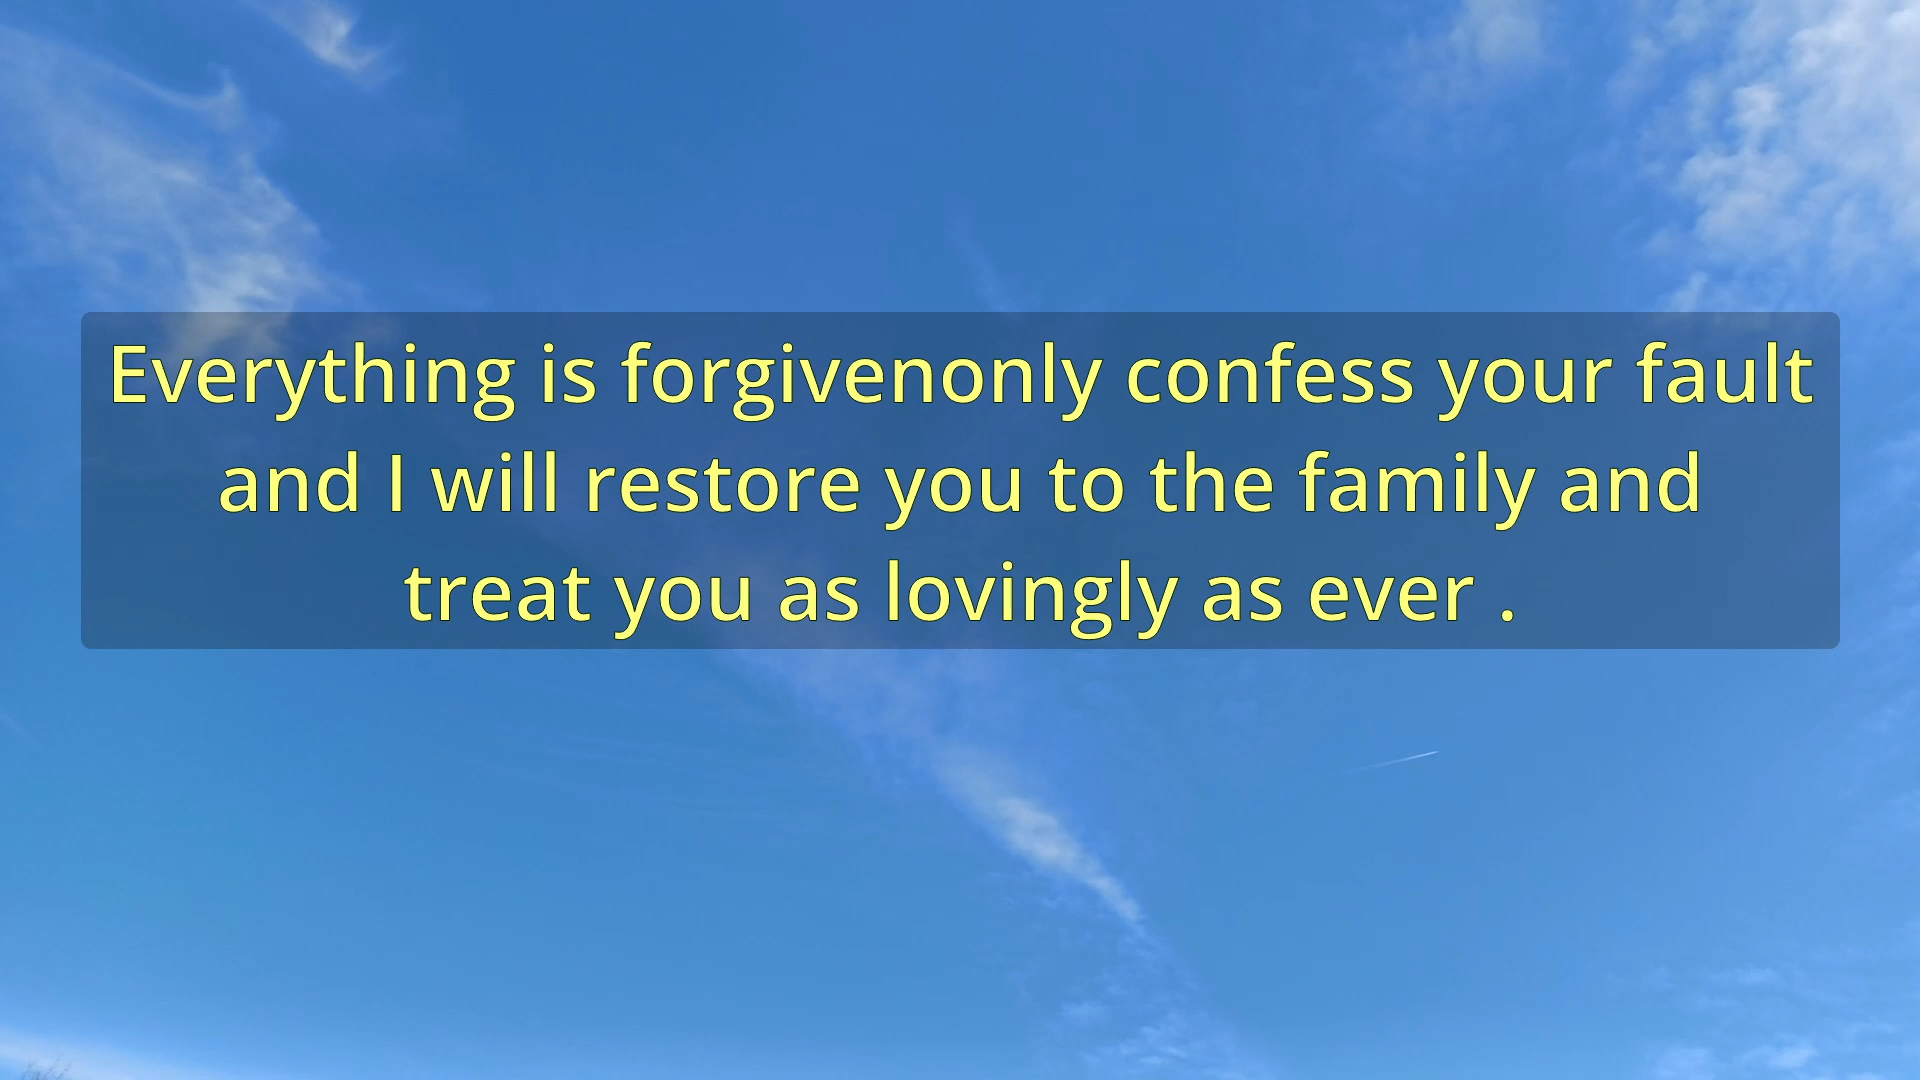 Everything is forgivenonly confess your fault
and I will restore you to the family and
treat you as lovingly as ever .